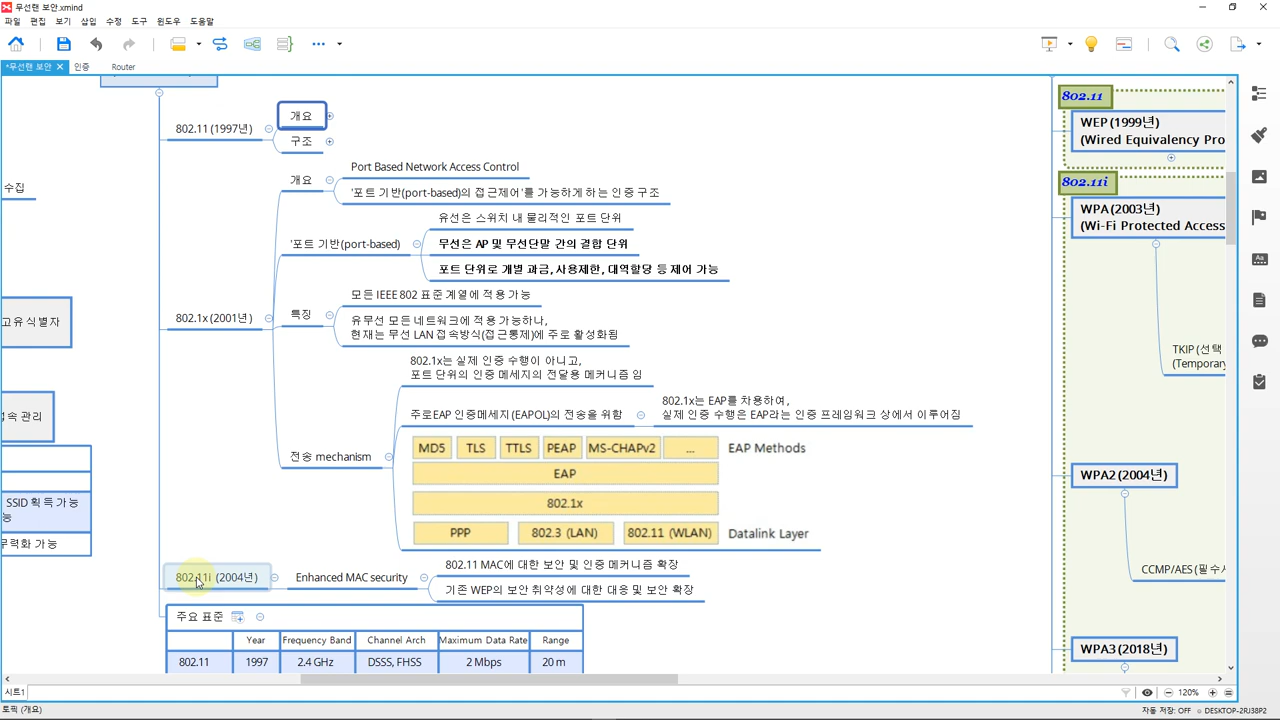 무선랜 보안.xmind
파일 편집 보기 삽입 수정 도구 윈도우 도움말
*무선랜 보안 인증 Router
수집
고유식별자
접속 관리
SSID 획득 가능
능
무력화 가능
802.11 (1997년)
개요
구조
802.1x (2001년)
개요
Port Based Network Access Control
'포트 기반(port-based)의 접근제어'를 가능하게 하는 인증 구조
'포트 기반(port-based)
유선은 스위치 내 물리적인 포트 단위
무선은 AP 및 무선단말 간의 결합 단위
포트 단위로 개별 과금, 사용제한, 대역할당 등 제어 가능
특징
모든 IEEE 802 표준 계열에 적용 가능
유무선 모든 네트워크에 적용 가능하나,
현재는 무선 LAN 접속방식(접근통제)에 주로 활성화됨
전송 mechanism
802.1x는 실제 인증 수행이 아니고,
포트 단위의 인증 메세지의 전달용 메커니즘 임
주로EAP 인증메세지(EAPOL)의 전송을 위함
802.1x는 EAP를 차용하여,
실제 인증 수행은 EAP라는 인증 프레임워크 상에서 이루어짐
MD5 TLS TTLS PEAP MS-CHAPv2 ... EAP Methods
EAP
802.1x
PPP 802.3 (LAN) 802.11 (WLAN) Datalink Layer
802.11i (2004년)
Enhanced MAC security
802.11 MAC에 대한 보안 및 인증 메커니즘 확장
기존 WEP의 보안 취약성에 대한 대응 및 보안 확장
주요 표준
Year Frequency Band Channel Arch Maximum Data Rate Range
802.11 1997 2.4 GHz DSSS, FHSS 2 Mbps 20 m
802.11
WEP (1999년)
(Wired Equivalency Pro
802.11i
WPA (2003년)
(Wi-Fi Protected Access
TKIP (선택
(Temporary
WPA2 (2004년)
CCMP/AES (필수
WPA3 (2018년)
시트1
120%
토픽 (개요)
자동 저장: OFF DESKTOP-2RJ38P2